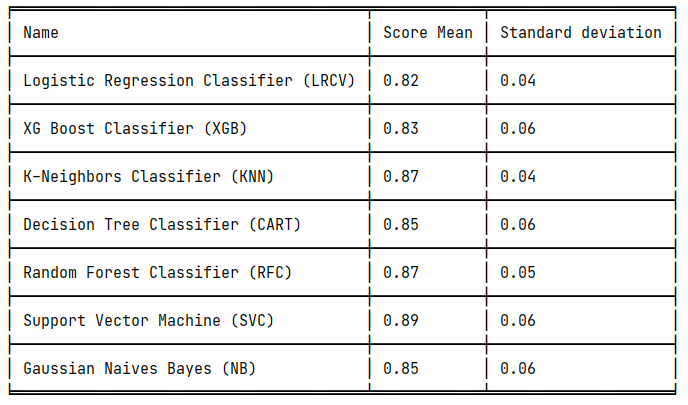 Name Score Mean Standard deviation
Logistic Regression Classifier (LRCV) 0.82 0.04
XG Boost Classifier (XGB) 0.83 0.06
K-Neighbors Classifier (KNN) 0.87 0.04
Decision Tree Classifier (CART) 0.85 0.06
Random Forest Classifier (RFC) 0.87 0.05
Support Vector Machine (SVC) 0.89 0.06
Gaussian Naives Bayes (NB) 0.85 0.06